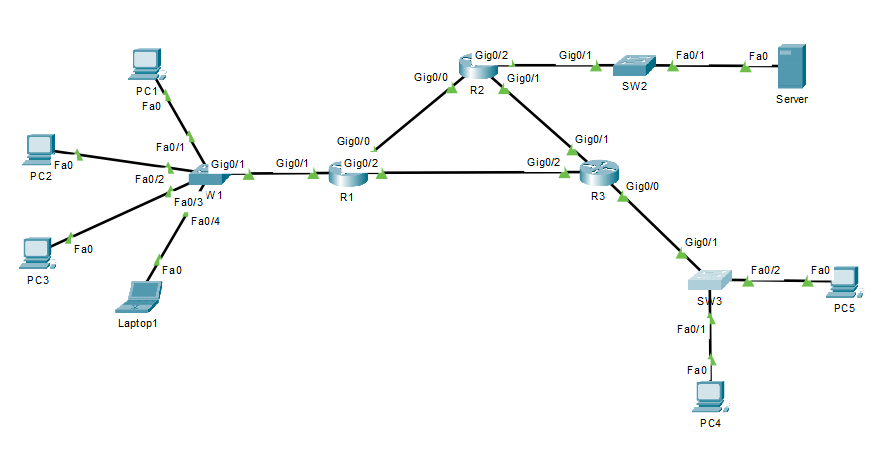 Gig0/2
Gig0/1
Fa0/1
Fa0
SW2
Server
Gig0/0
R2
Gig0/1
PC1
Fa0
Fa0/1
Gig0/0
Gig0/1
Fa0
PC2
Fa0/2
Gig0/1
Gig0/1
Gig0/2
Gig0/2
R1
R3
Gig0/0
W1
Fa0/3
Fa0/4
Fa0
PC3
Fa0
Laptop1
Gig0/1
SW3
Fa0/2
Fa0
PC5
Fa0/1
Fa0
PC4